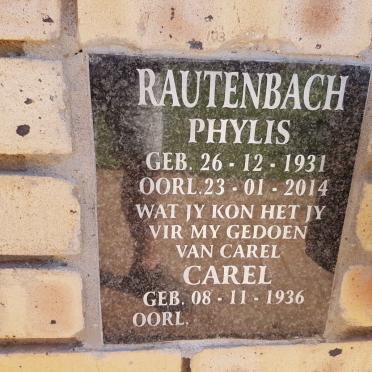 RAUTENBACH
PHYLIS
GEB. 26 - 12 - 1931
OORL. 23 - 01 - 2014
WAT JY KON HET JY
VIR MY GEDOEN
VAN CAREL
CAREL
GEB. 08 - 11 - 1936
OORL.